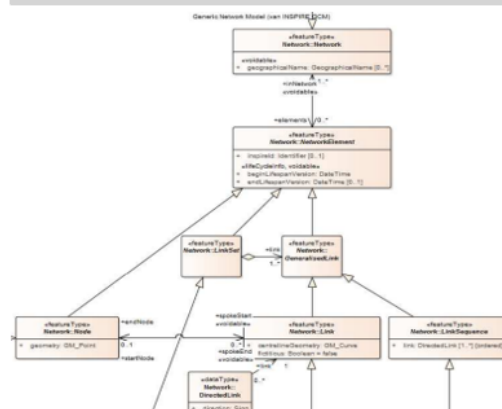 Generic Network Model (van INSPIRE GCM)
«featureType»
Network::Network
«voidable»
+ geographicalName: GeographicalName [0..*]
+inNetwork 1..*
«voidable»
+elements 0..*
«featureType»
Network::NetworkElement
+ inspireId: Identifier [0..1]
«lifeCycleInfo, voidable»
+ beginLifespanVersion: DateTime
+ endLifespanVersion: DateTime [0..1]
«featureType»
Network::LinkSet
+link
1..*
«featureType»
Network::
GeneralisedLink
«featureType»
Network::Node
+ geometry: GM_Point
+endNode
0..1
+startNode
+spokeStart
«voidable»
0..*
+spokeEnd
«voidable»
«featureType»
Network::Link
+ centrelineGeometry: GM_Curve
+ fictitious: Boolean = false
«featureType»
Network::LinkSequence
+ link: DirectedLink [1..*] {ordered}
+link 1
0..*
«dataType»
Network::
DirectedLink
+ direction: Sign